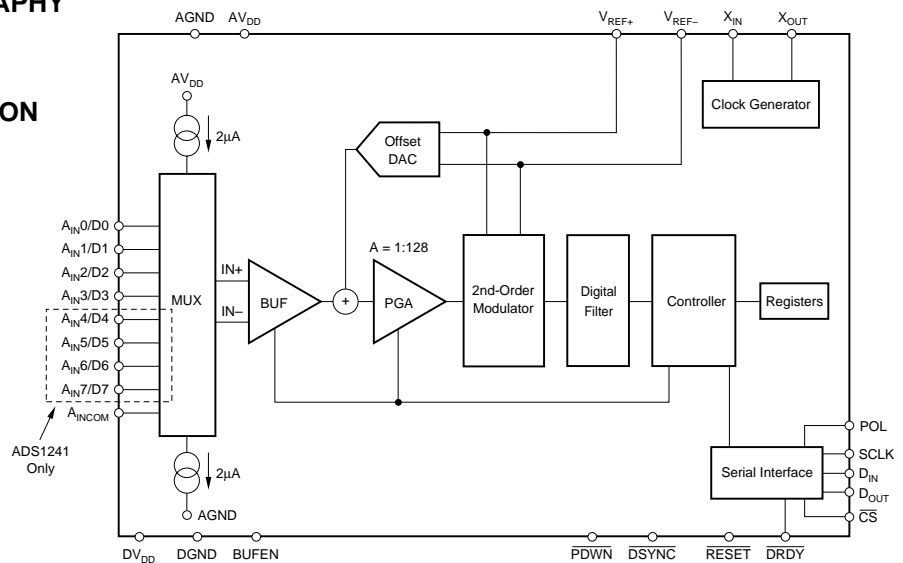 APHY
ON
AGND
AVDD
VREF+
VREF–
XIN
XOUT
AVDD
2μA
Offset
DAC
Clock Generator
AIN0/D0
AIN1/D1
AIN2/D2
AIN3/D3
AIN4/D4
AIN5/D5
AIN6/D6
AIN7/D7
AINCOM
ADS1241
Only
MUX
IN+
IN–
BUF
+
A = 1:128
PGA
2nd-Order
Modulator
Digital
Filter
Controller
Registers
2μA
AGND
Serial Interface
POL
SCLK
DIN
DOUT
CS
DVDD
DGND
BUFEN
PDWN
DSYNC
RESET
DRDY